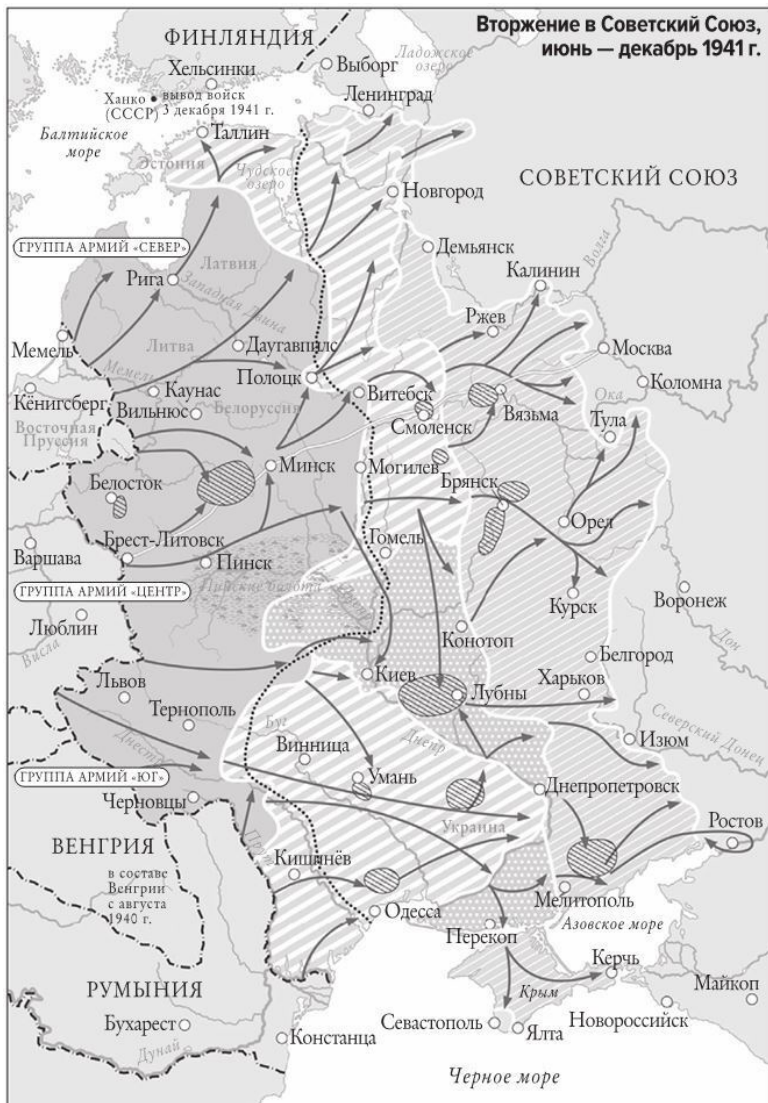 Вторжение в Советский Союз,
июнь — декабрь 1941 г.
ФИНЛЯНДИЯ
Ладожское
озеро
Хельсинки
Выборг
Ханко
(СССР)
вывод войск
3 декабря 1941 г.
Ленинград
Балтийское
море
Таллин
Эстония
Чудское
озеро
Новгород
СОВЕТСКИЙ СОЮЗ
ГРУППА АРМИЙ «СЕВЕР»
Демьянск
Волга
Латвия
Калинин
Рига
Западная Двина
Ржев
Мемель
Литва
Даугавпилс
Москва
Мемель
Полоцк
Каунас
Витебск
Коломна
Кёнигсберг
Вильнюс
Белоруссия
Смоленск
Вязьма
Ока
Восточная
Пруссия
Тула
Минск
Могилев
Брянск
Белосток
Орел
Варшава
Брест-Литовск
Гомель
Пинск
Пинские болота
Днепр
ГРУППА АРМИЙ «ЦЕНТР»
Курск
Воронеж
Люблин
Конотоп
Дон
Висла
Белгород
Киев
Львов
Лубны
Харьков
Тернополь
Буг
Северский Донец
Днестр
Винница
Днепр
Изюм
ГРУППА АРМИЙ «ЮГ»
Умань
Днепропетровск
Черновцы
Украина
Ростов
ВЕНГРИЯ
Прут
в составе
Венгрии
с августа
1940 г.
Кишинёв
Мелитополь
Одесса
Азовское море
Перекоп
Керчь
РУМЫНИЯ
Крым
Майкоп
Бухарест
Севастополь
Новороссийск
Констанца
Ялта
Дунай
Черное море